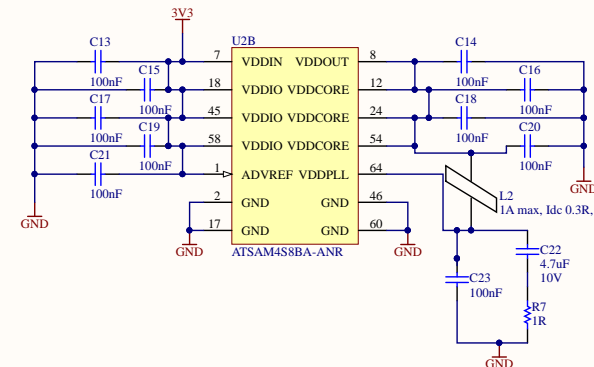 3V3
U2B
C13
100nF
C15
100nF
C17
100nF
C19
100nF
C21
100nF
GND
7 VDDIN VDDOUT 8
18 VDDIO VDDCORE 12
45 VDDIO VDDCORE 24
58 VDDIO VDDCORE 54
1 ADVREF VDDPLL 64
2 GND GND 46
17 GND GND 60
GND
ATSAM4S8BA-ANR
GND
C14
100nF
C16
100nF
C18
100nF
C20
100nF
GND
L2
1A max, Idc 0.3R,
C22
4.7uF
10V
C23
100nF
R7
1R
GND